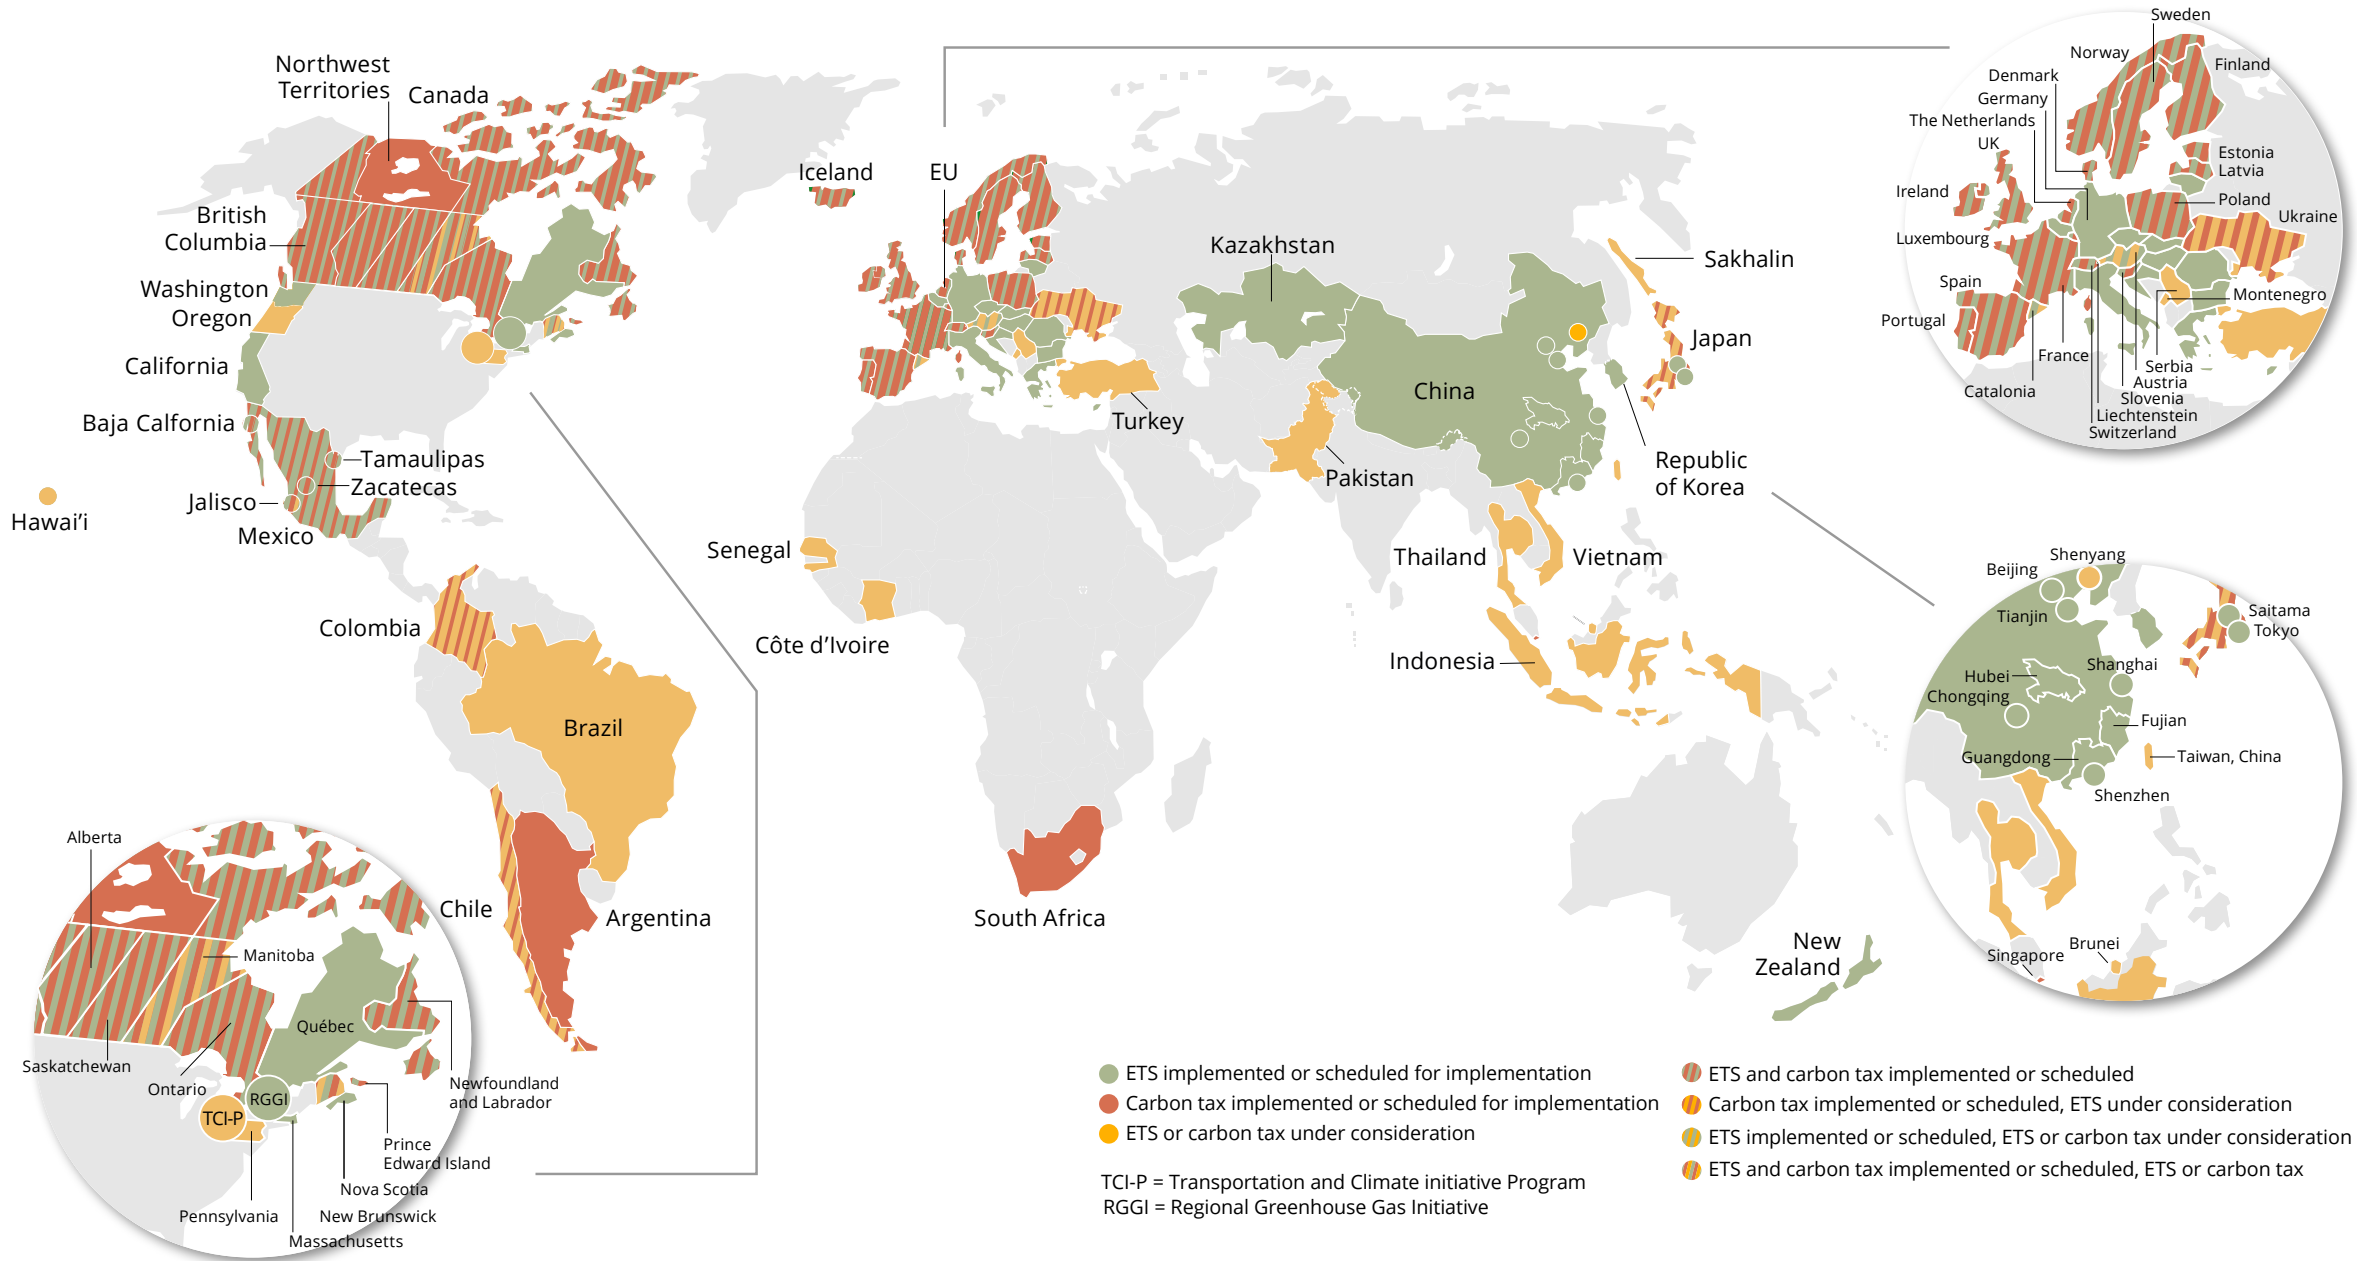 Northwest
Territories
Canada
British
Columbia
Washington
Oregon
California
Baja Calfornia
Tamaulipas
Zacatecas
Jalisco
Mexico
Hawai’i
Colombia
Brazil
Chile
Argentina
Iceland
EU
Kazakhstan
Sakhalin
Japan
China
Turkey
Pakistan
Republic
of Korea
Senegal
Côte d’Ivoire
Thailand
Vietnam
Indonesia
South Africa
New
Zealand
Sweden
Norway
Finland
Denmark
Germany
The Netherlands
UK
Estonia
Latvia
Ireland
Poland
Ukraine
Luxembourg
Spain
Montenegro
Portugal
France
Serbia
Catalonia
Austria
Slovenia
Liechtenstein
Switzerland
Shenyang
Beijing
Tianjin
Saitama
Tokyo
Shanghai
Hubei
Chongqing
Fujian
Guangdong
Taiwan, China
Shenzhen
Brunei
Singapore
Alberta
Manitoba
Québec
Saskatchewan
Ontario
RGGI
TCI-P
Newfoundland
and Labrador
Prince
Edward Island
Nova Scotia
Pennsylvania
New Brunswick
Massachusetts
ETS implemented or scheduled for implementation
Carbon tax implemented or scheduled for implementation
ETS or carbon tax under consideration
TCI-P = Transportation and Climate initiative Program
RGGI = Regional Greenhouse Gas Initiative
ETS and carbon tax implemented or scheduled
Carbon tax implemented or scheduled, ETS under consideration
ETS implemented or scheduled, ETS or carbon tax under consideration
ETS and carbon tax implemented or scheduled, ETS or carbon tax